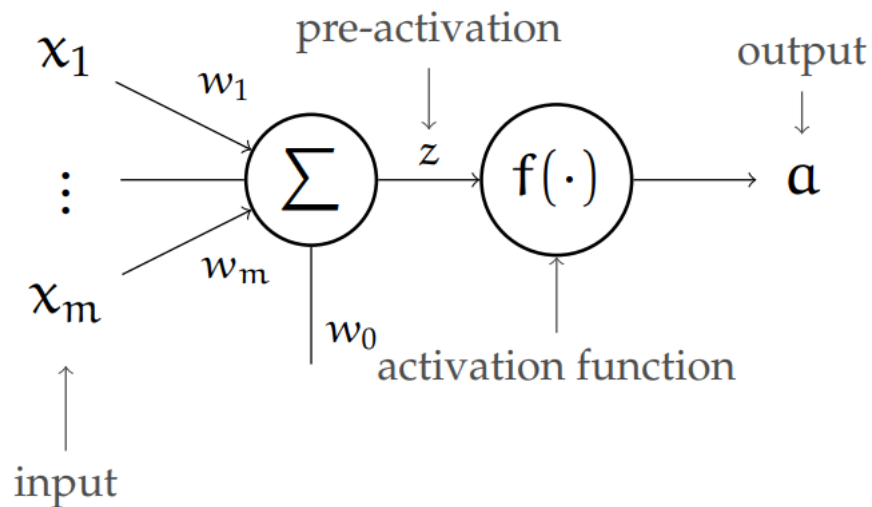 pre-activation
output
x₁
w₁
⋮
∑
z
f(·)
a
wₘ
xₘ
w₀
activation function
input